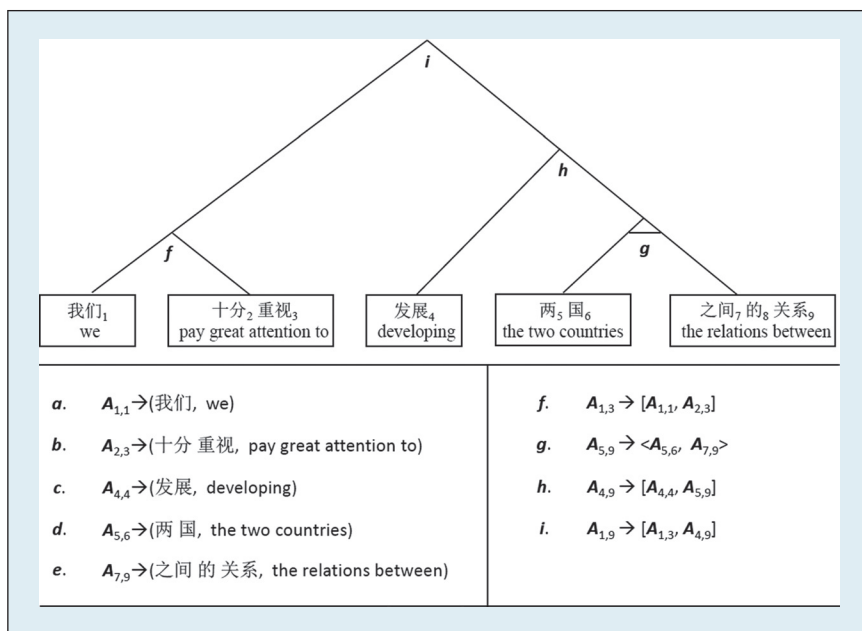 i
h
f
g
我们₁
we
十分₂ 重视₃
pay great attention to
发展₄
developing
两₅ 国₆
the two countries
之间₇ 的₈ 关系₉
the relations between
a. A₁,₁→(我们, we)
b. A₂,₃→(十分 重视, pay great attention to)
c. A₄,₄→(发展, developing)
d. A₅,₆→(两 国, the two countries)
e. A₇,₉→(之间 的 关系, the relations between)
f. A₁,₃→ [A₁,₁, A₂,₃]
g. A₅,₉→ <A₅,₆, A₇,₉>
h. A₄,₉→ [A₄,₄, A₅,₉]
i. A₁,₉→ [A₁,₃, A₄,₉]